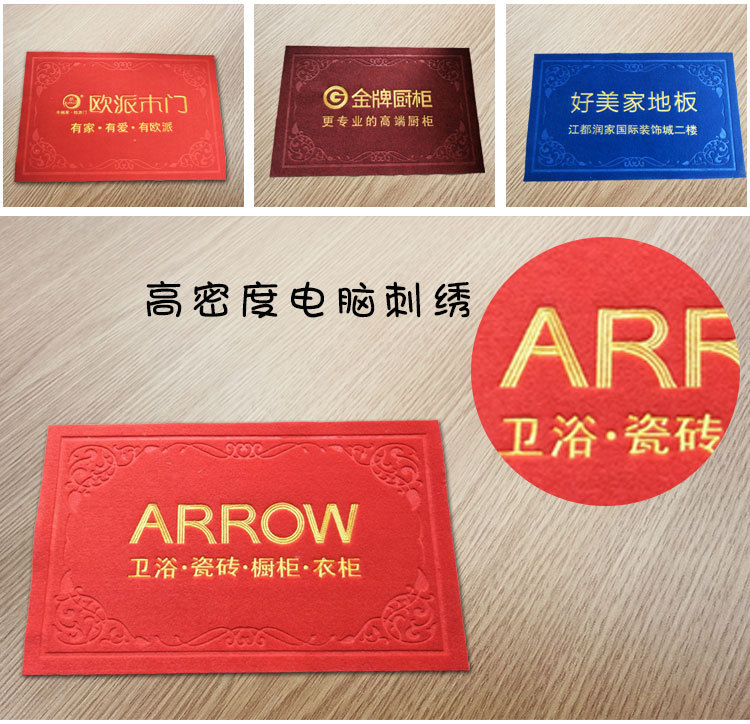 欧派木门
有家·有爱·有欧派
G金牌厨柜
更专业的高端厨柜
好美家地板
江都润家国际装饰城二楼
高密度电脑刺绣
ARR
卫浴·瓷砖
ARROW
卫浴·瓷砖·橱柜·衣柜